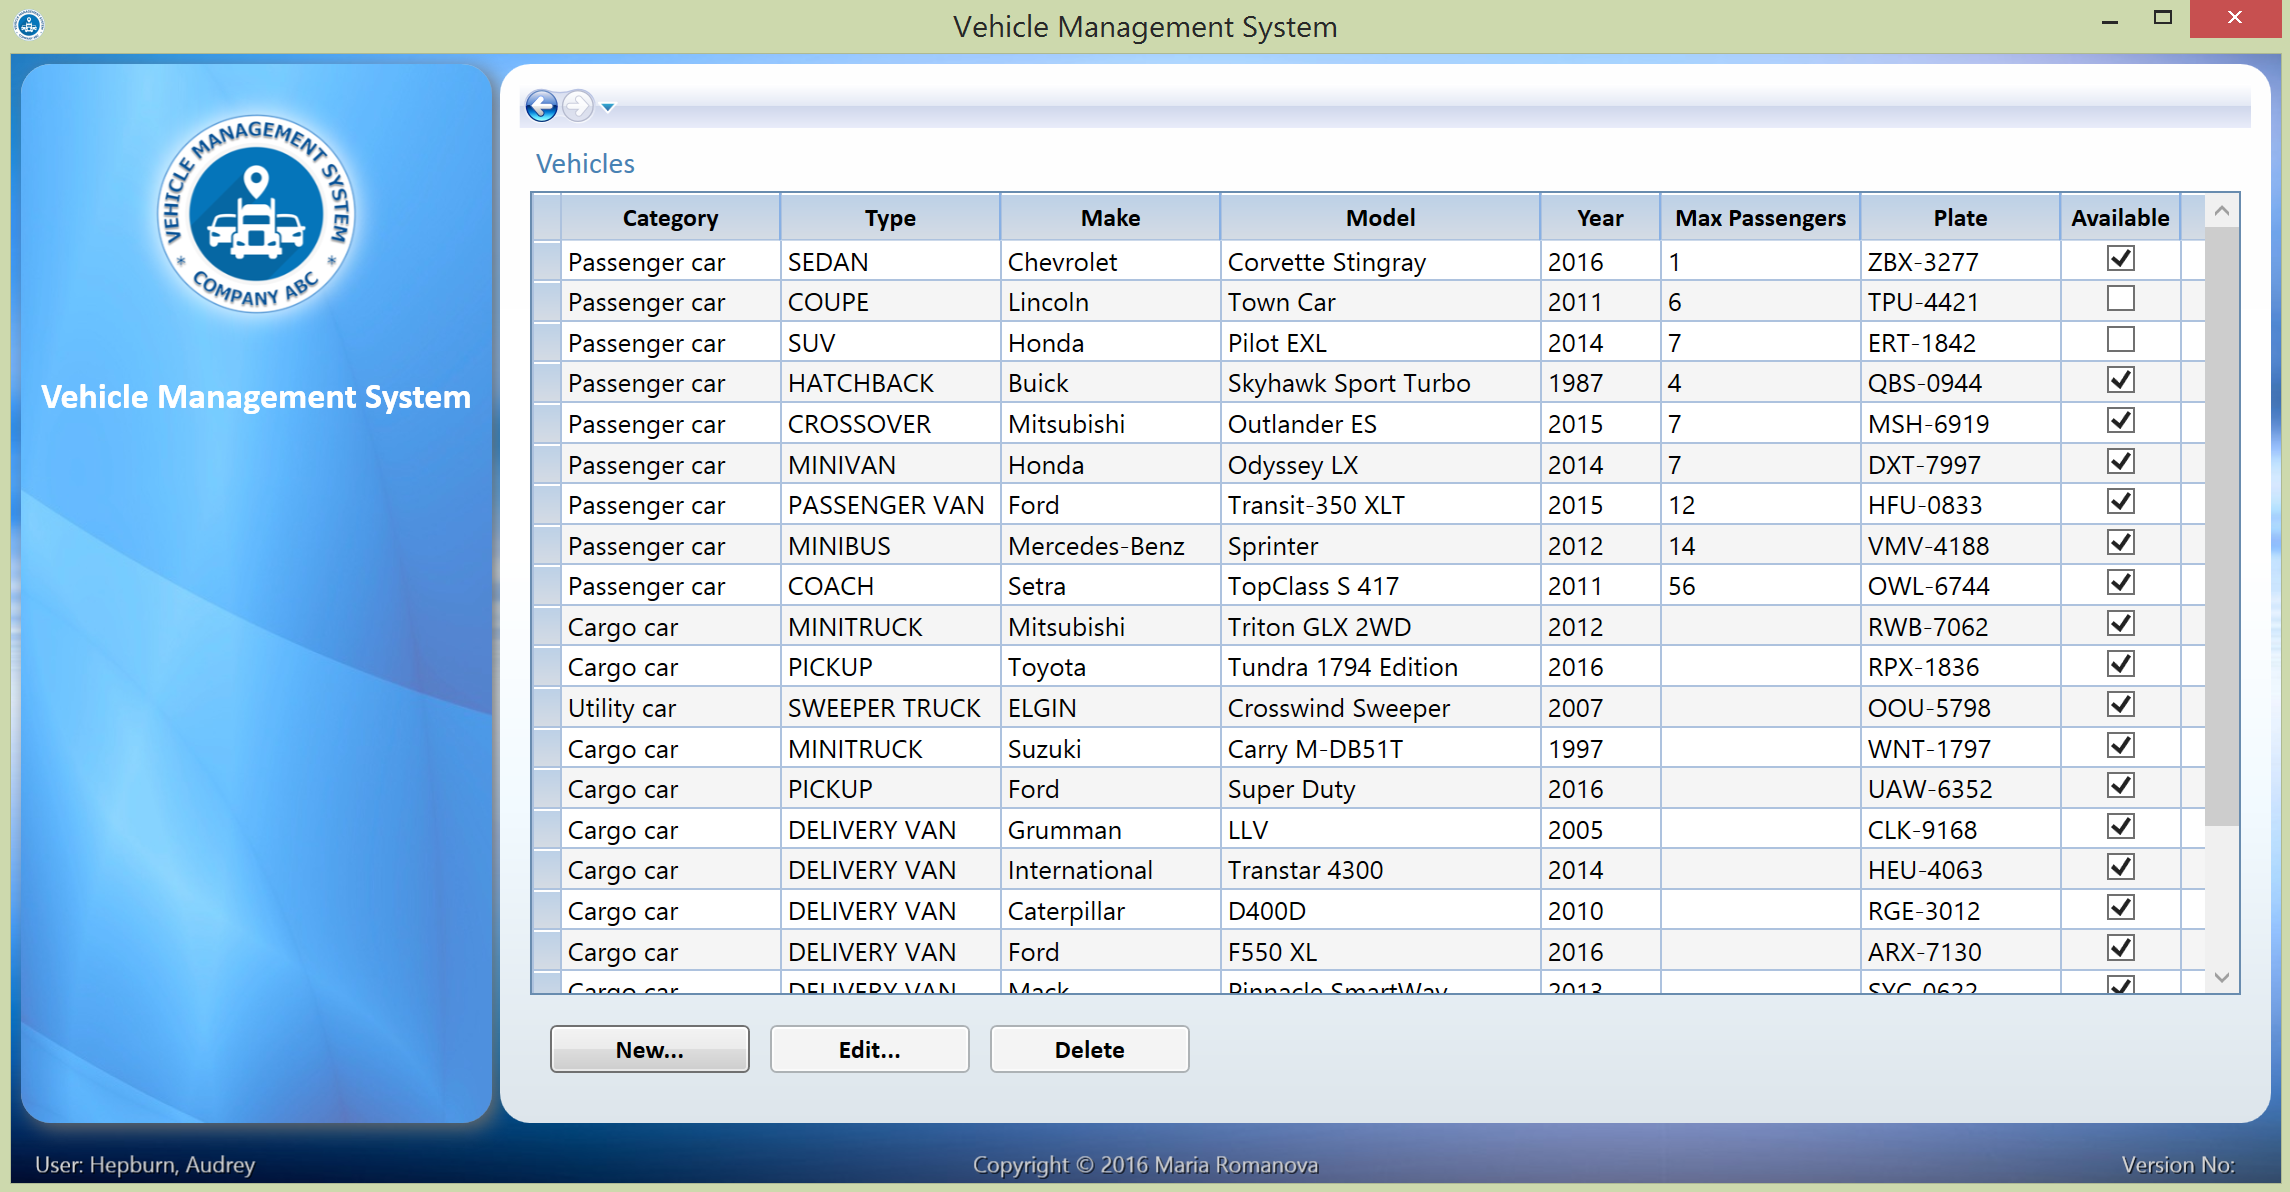 Vehicle Management System
VEHICLE MANAGEMENT SYSTEM
* COMPANY ABC *
Vehicle Management System
Vehicles
Category Type Make Model Year Max Passengers Plate Available
Passenger car SEDAN Chevrolet Corvette Stingray 2016 1 ZBX-3277
Passenger car COUPE Lincoln Town Car 2011 6 TPU-4421
Passenger car SUV Honda Pilot EXL 2014 7 ERT-1842
Passenger car HATCHBACK Buick Skyhawk Sport Turbo 1987 4 QBS-0944
Passenger car CROSSOVER Mitsubishi Outlander ES 2015 7 MSH-6919
Passenger car MINIVAN Honda Odyssey LX 2014 7 DXT-7997
Passenger car PASSENGER VAN Ford Transit-350 XLT 2015 12 HFU-0833
Passenger car MINIBUS Mercedes-Benz Sprinter 2012 14 VMV-4188
Passenger car COACH Setra TopClass S 417 2011 56 OWL-6744
Cargo car MINITRUCK Mitsubishi Triton GLX 2WD 2012 RWB-7062
Cargo car PICKUP Toyota Tundra 1794 Edition 2016 RPX-1836
Utility car SWEEPER TRUCK ELGIN Crosswind Sweeper 2007 OOU-5798
Cargo car MINITRUCK Suzuki Carry M-DB51T 1997 WNT-1797
Cargo car PICKUP Ford Super Duty 2016 UAW-6352
Cargo car DELIVERY VAN Grumman LLV 2005 CLK-9168
Cargo car DELIVERY VAN International Transtar 4300 2014 HEU-4063
Cargo car DELIVERY VAN Caterpillar D400D 2010 RGE-3012
Cargo car DELIVERY VAN Ford F550 XL 2016 ARX-7130
Cargo car DELIVERY VAN Mack Pinnacle SmartWay 2013
New... Edit... Delete
User: Hepburn, Audrey Copyright © 2016 Maria Romanova Version No: